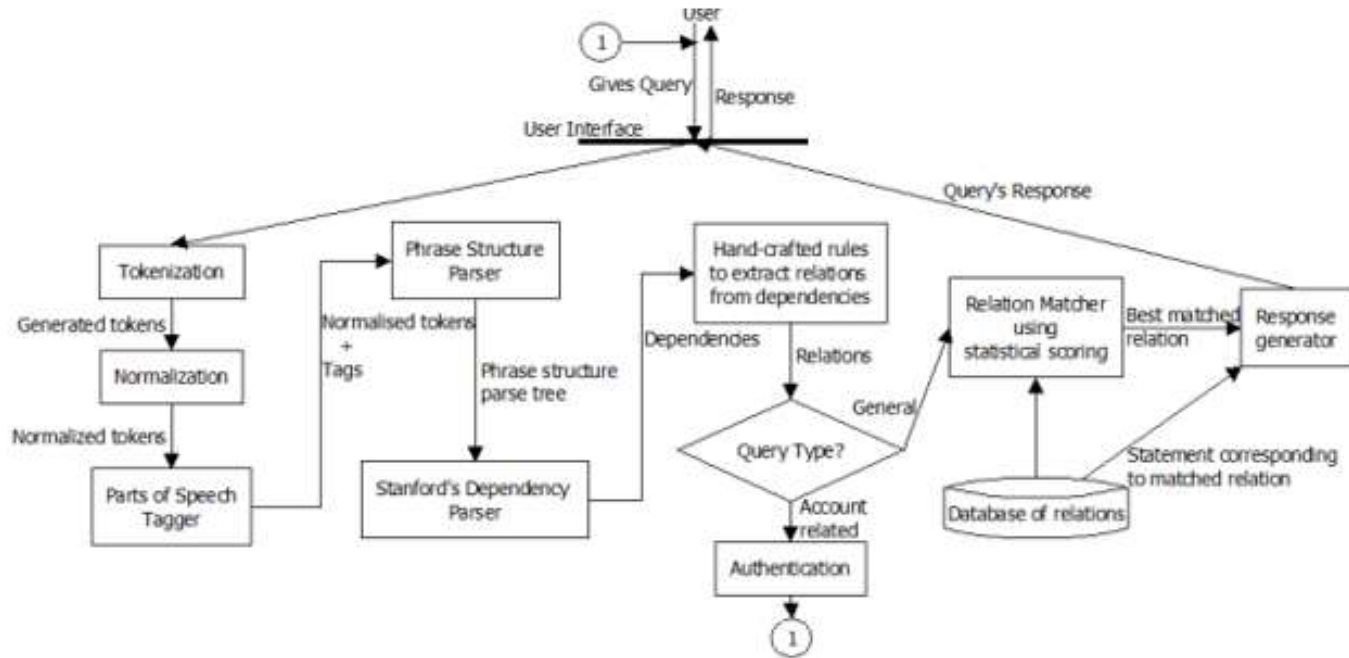 User
1
Gives Query
Response
User Interface
Query's Response
Tokenization
Generated tokens
Normalization
Normalized tokens
Parts of Speech
Tagger
Phrase Structure
Parser
Normalised tokens
+
Tags
Phrase structure
parse tree
Stanford's Dependency
Parser
Dependencies
Hand-crafted rules
to extract relations
from dependencies
Relations
Query Type?
General
Account
related
Authentication
1
Relation Matcher
using
statistical scoring
Best matched
relation
Response
generator
Statement corresponding
to matched relation
Database of relations